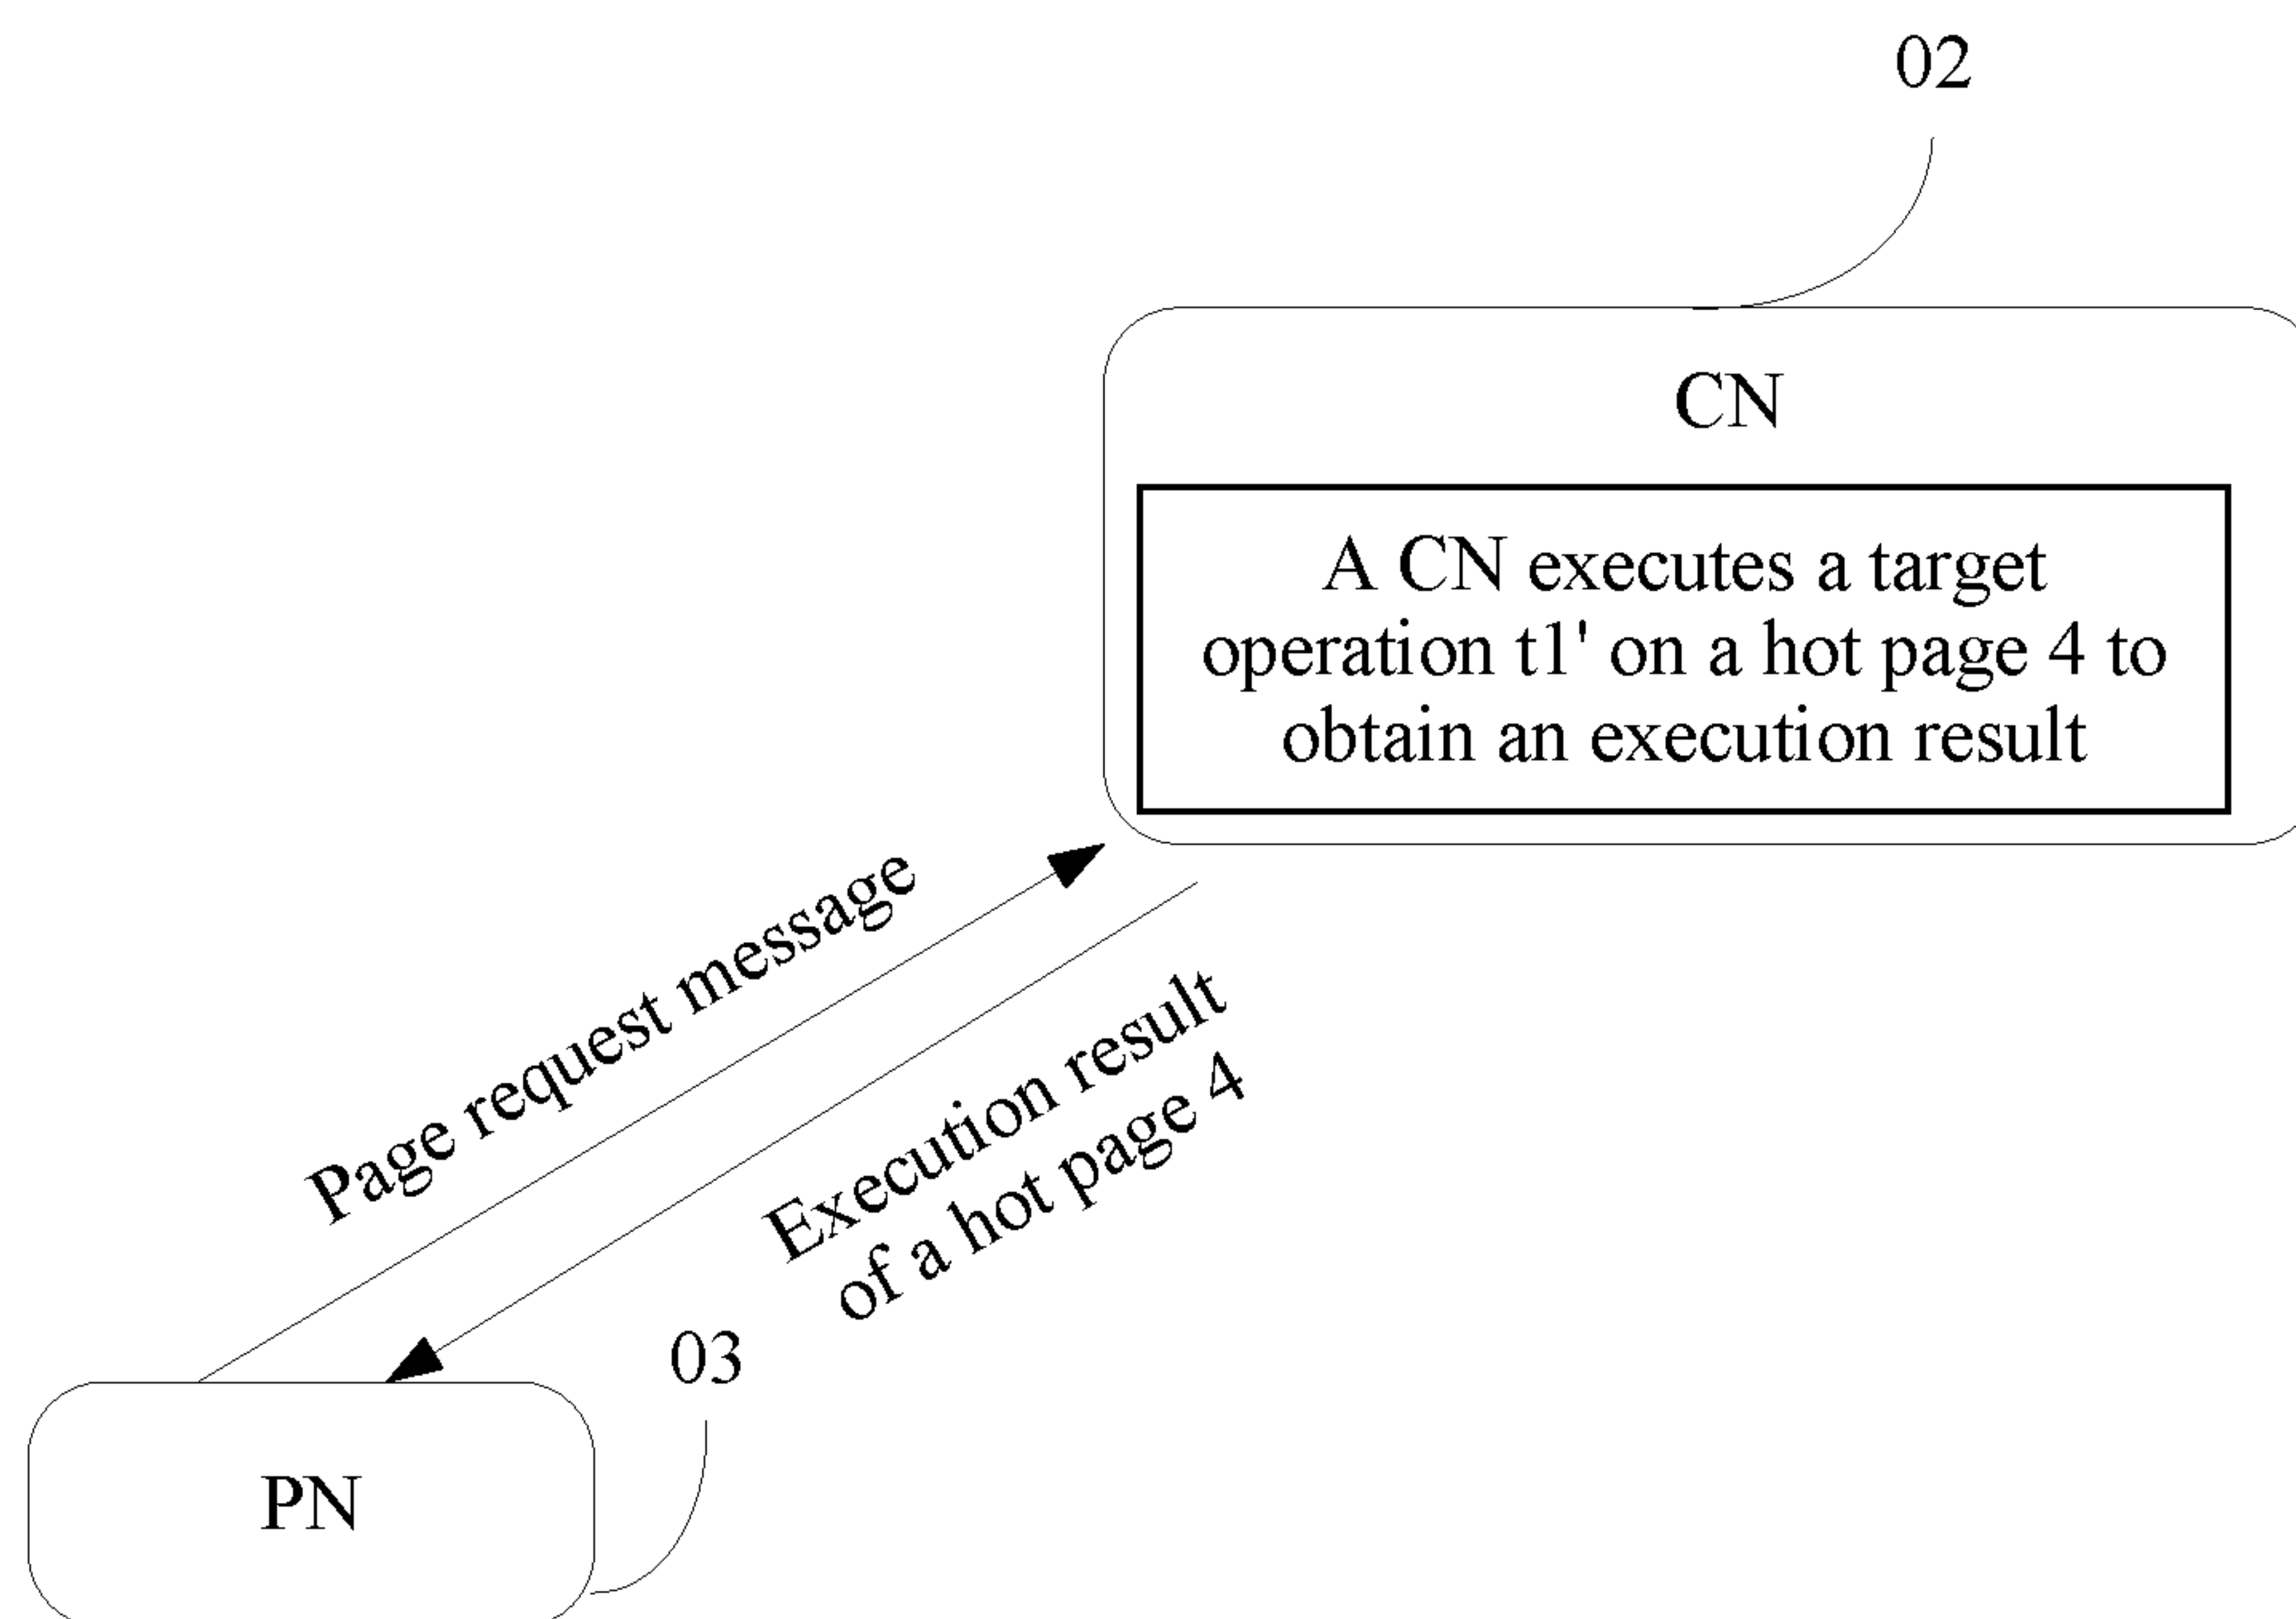 02
CN
A CN executes a target
operation t1' on a hot page 4 to
obtain an execution result
Page request message
Execution result
of a hot page 4
03
PN